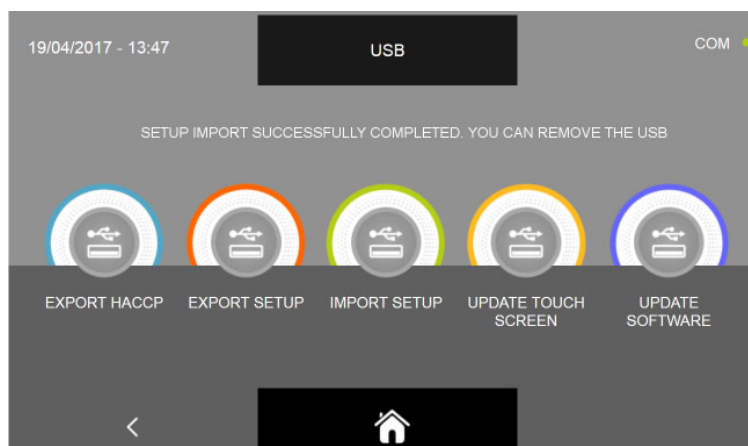 19/04/2017 - 13:47
USB
COM
SETUP IMPORT SUCCESSFULLY COMPLETED. YOU CAN REMOVE THE USB
EXPORT HACCP
EXPORT SETUP
IMPORT SETUP
UPDATE TOUCH
SCREEN
UPDATE
SOFTWARE